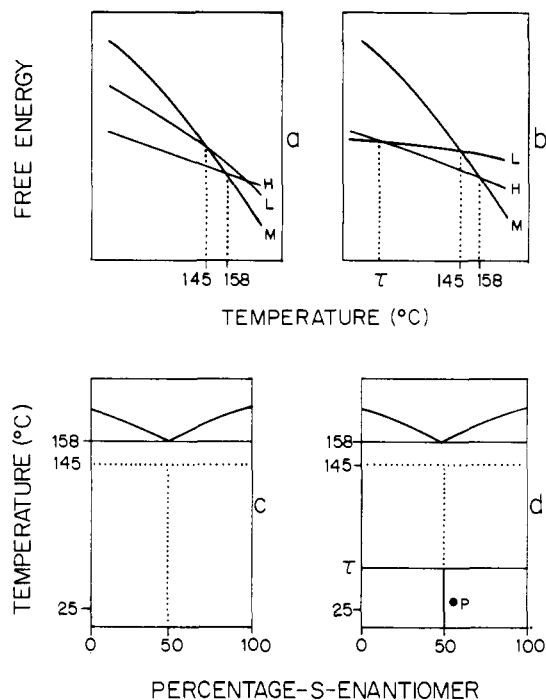 FREE ENERGY
a
H
L
M
145 158
b
L
H
M
τ 145 158
TEMPERATURE (°C)
TEMPERATURE (°C)
158
145
25
c
0 50 100
158
145
τ
25
P
d
0 50 100
PERCENTAGE-S-ENANTIOMER